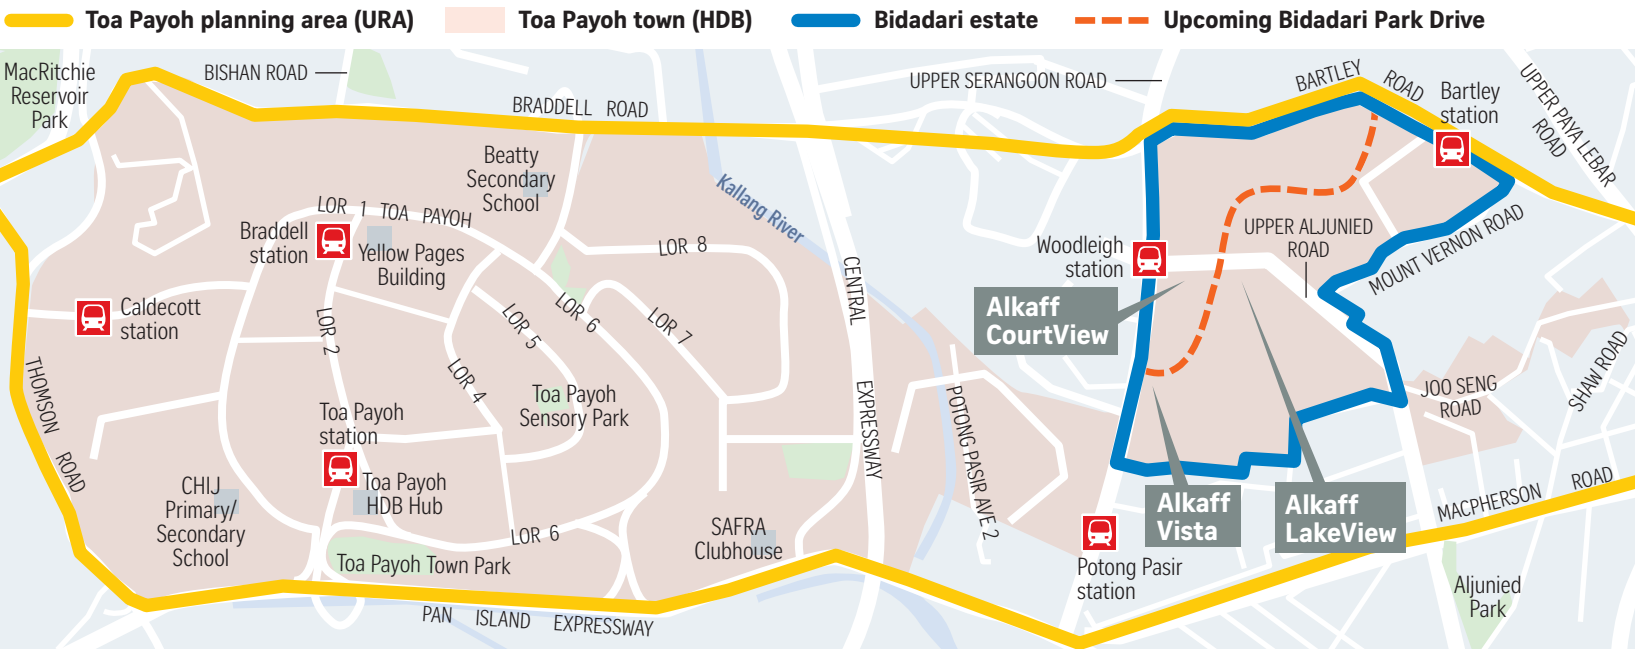 Toa Payoh planning area (URA)
Toa Payoh town (HDB)
Bidadari estate
Upcoming Bidadari Park Drive
MacRitchie
Reservoir
Park
BISHAN ROAD
BRADDELL ROAD
UPPER SERANGOON ROAD
BARTLEY ROAD
Bartley
station
UPPER PAYA LEBAR
ROAD
Beatty
Secondary
School
Kallang River
LOR 1 TOA PAYOH
Braddell
station
Yellow Pages
Building
LOR 8
CENTRAL
EXPRESSWAY
Woodleigh
station
UPPER ALJUNIED
ROAD
MOUNT VERNON ROAD
Caldecott
station
LOR 2
LOR 5
LOR 6
LOR 7
Alkaff
CourtView
THOMSON ROAD
LOR 4
Toa Payoh
Sensory Park
Toa Payoh
station
POTONG PASIR AVE 2
JOO SENG
ROAD
SHAW ROAD
CHIJ
Primary/
Secondary
School
Toa Payoh
HDB Hub
LOR 6
SAFRA
Clubhouse
Alkaff
Vista
Alkaff
LakeView
MACPHERSON ROAD
Toa Payoh Town Park
Potong Pasir
station
Aljunied
Park
PAN ISLAND EXPRESSWAY